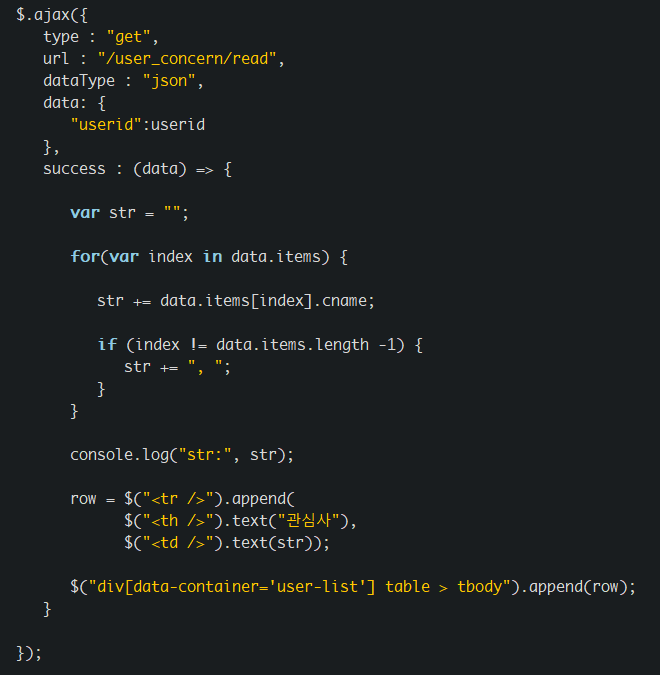 $.ajax({
type : "get",
url : "/user_concern/read",
dataType : "json",
data: {
"userid":userid
},
success : (data) => {
var str = "";
for(var index in data.items) {
str += data.items[index].cname;
if (index != data.items.length -1) {
str += ", ";
}
}
console.log("str:", str);
row = $("<tr />").append(
$("<th />").text("관심사"),
$("<td />").text(str));
$("div[data-container='user-list'] table > tbody").append(row);
}
});